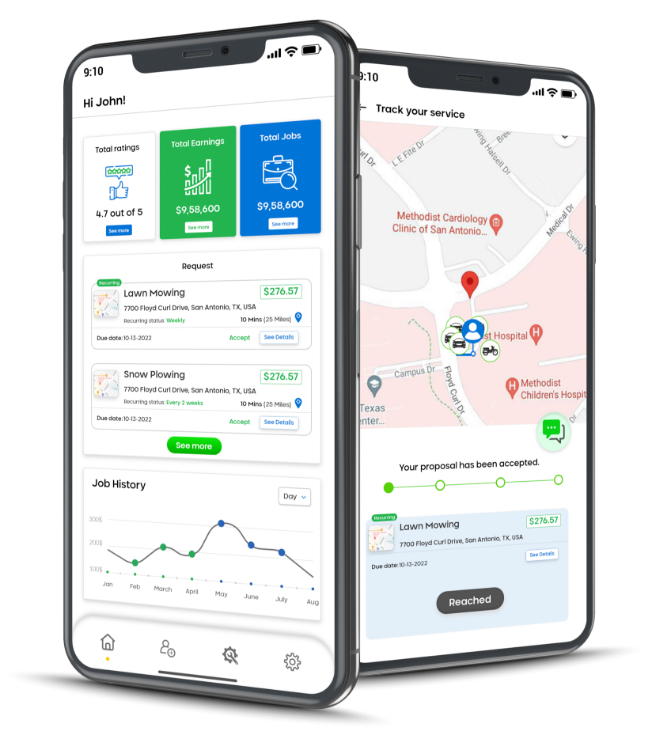 9:10
Hi John!
Total ratings
4.7 out of 5
See more
Total Earnings
$9,58,600
See more
Total Jobs
$9,58,600
See more
Request
Recurring
Lawn Mowing
$276.57
7700 Floyd Curl Drive, San Antonio, TX, USA
Recurring status: Weekly
10 Mins (25 Miles)
Due date:10-13-2022
Accept
See Details
Snow Plowing
$276.57
7700 Floyd Curl Drive, San Antonio, TX, USA
Recurring status: Every 2 weeks
10 Mins (25 Miles)
Due date:10-13-2022
Accept
See Details
See more
Job History
Day
300$
200$
100$
Jan Feb March April May June July Aug
9:10
Track your service
url Dr
L E Fite Dr
Ewing Halsell Dr
Methodist Cardiology
Clinic of San Antonio...
Medical Dr
Ewing H
st Hospital
Campus Dr
Floyd Curl Dr
Methodist
Children's Hospit
Texas
nter...
Your proposal has been accepted.
Recurring
Lawn Mowing
$276.57
7700 Floyd Curl Drive, San Antonio, TX, USA
See Details
Due date:10-13-2022
Reached